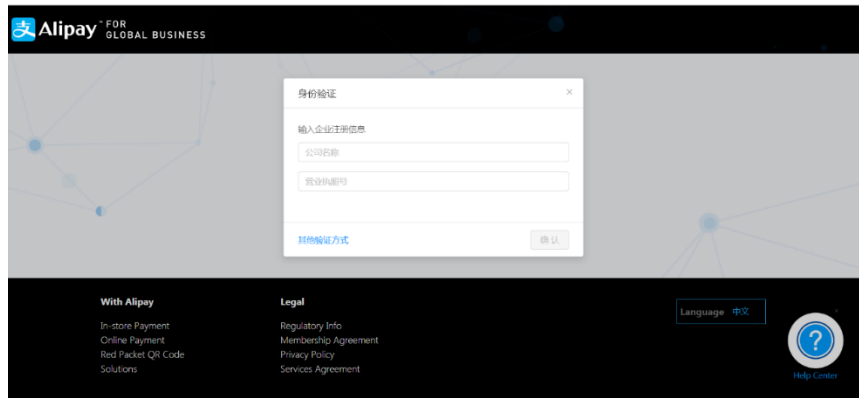 支 Alipay FOR
GLOBAL BUSINESS
身份验证 ×
输入企业注册信息
公司名称
营业执照号
其他验证方式
确认
With Alipay
In-store Payment
Online Payment
Red Packet QR Code
Solutions
Legal
Regulatory Info
Membership Agreement
Privacy Policy
Services Agreement
Language 中文
?
Help Center